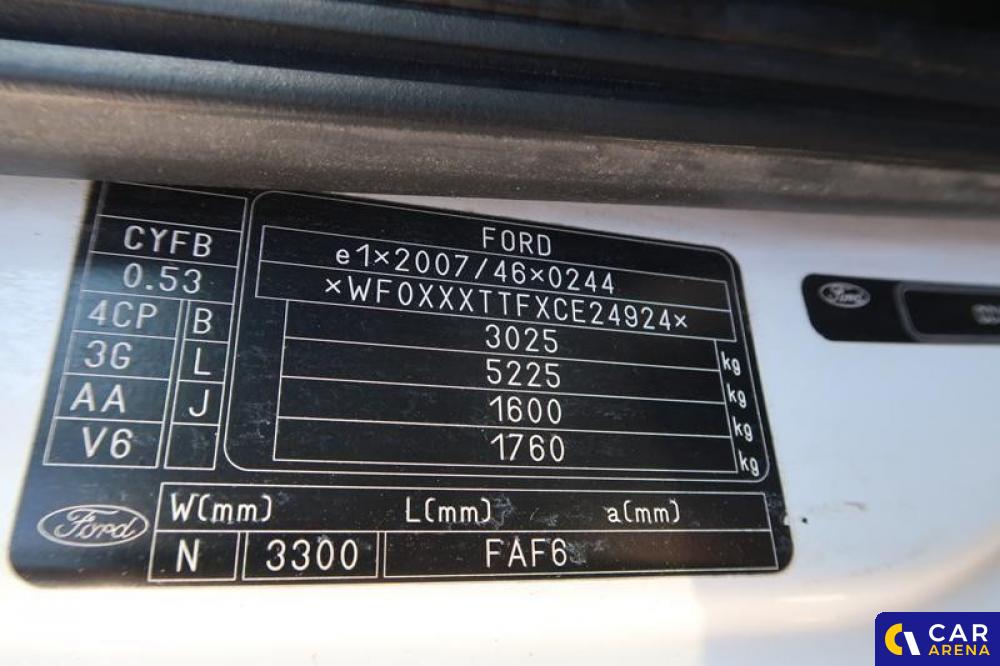 FORD
e1×2007/46×0244
×WF0XXXTTFXCE24924×
3025 kg
5225 kg
1600 kg
1760 kg
CYFB
0.53
4CP B
3G L
AA J
V6
Ford
W(mm) L(mm) a(mm)
N 3300 FAF6
Ford
CAR
ARENA